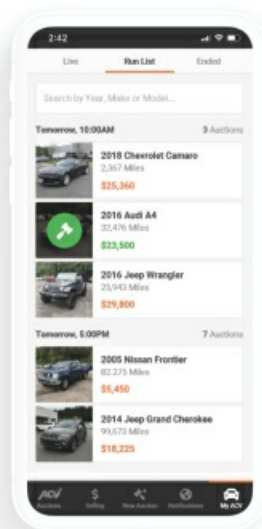 2:42
Live Run List Ended
Search by Year, Make or Model...
Tomorrow, 10:00AM 3 Auctions
2018 Chevrolet Camaro
2,367 Miles
$25,360
2016 Audi A4
32,476 Miles
$23,500
2016 Jeep Wrangler
25,943 Miles
$29,800
Tomorrow, 5:00PM 7 Auctions
2005 Nissan Frontier
82,275 Miles
$5,450
2014 Jeep Grand Cherokee
99,673 Miles
$18,225
ACV
Auctions Selling New Auction Notifications My ACV